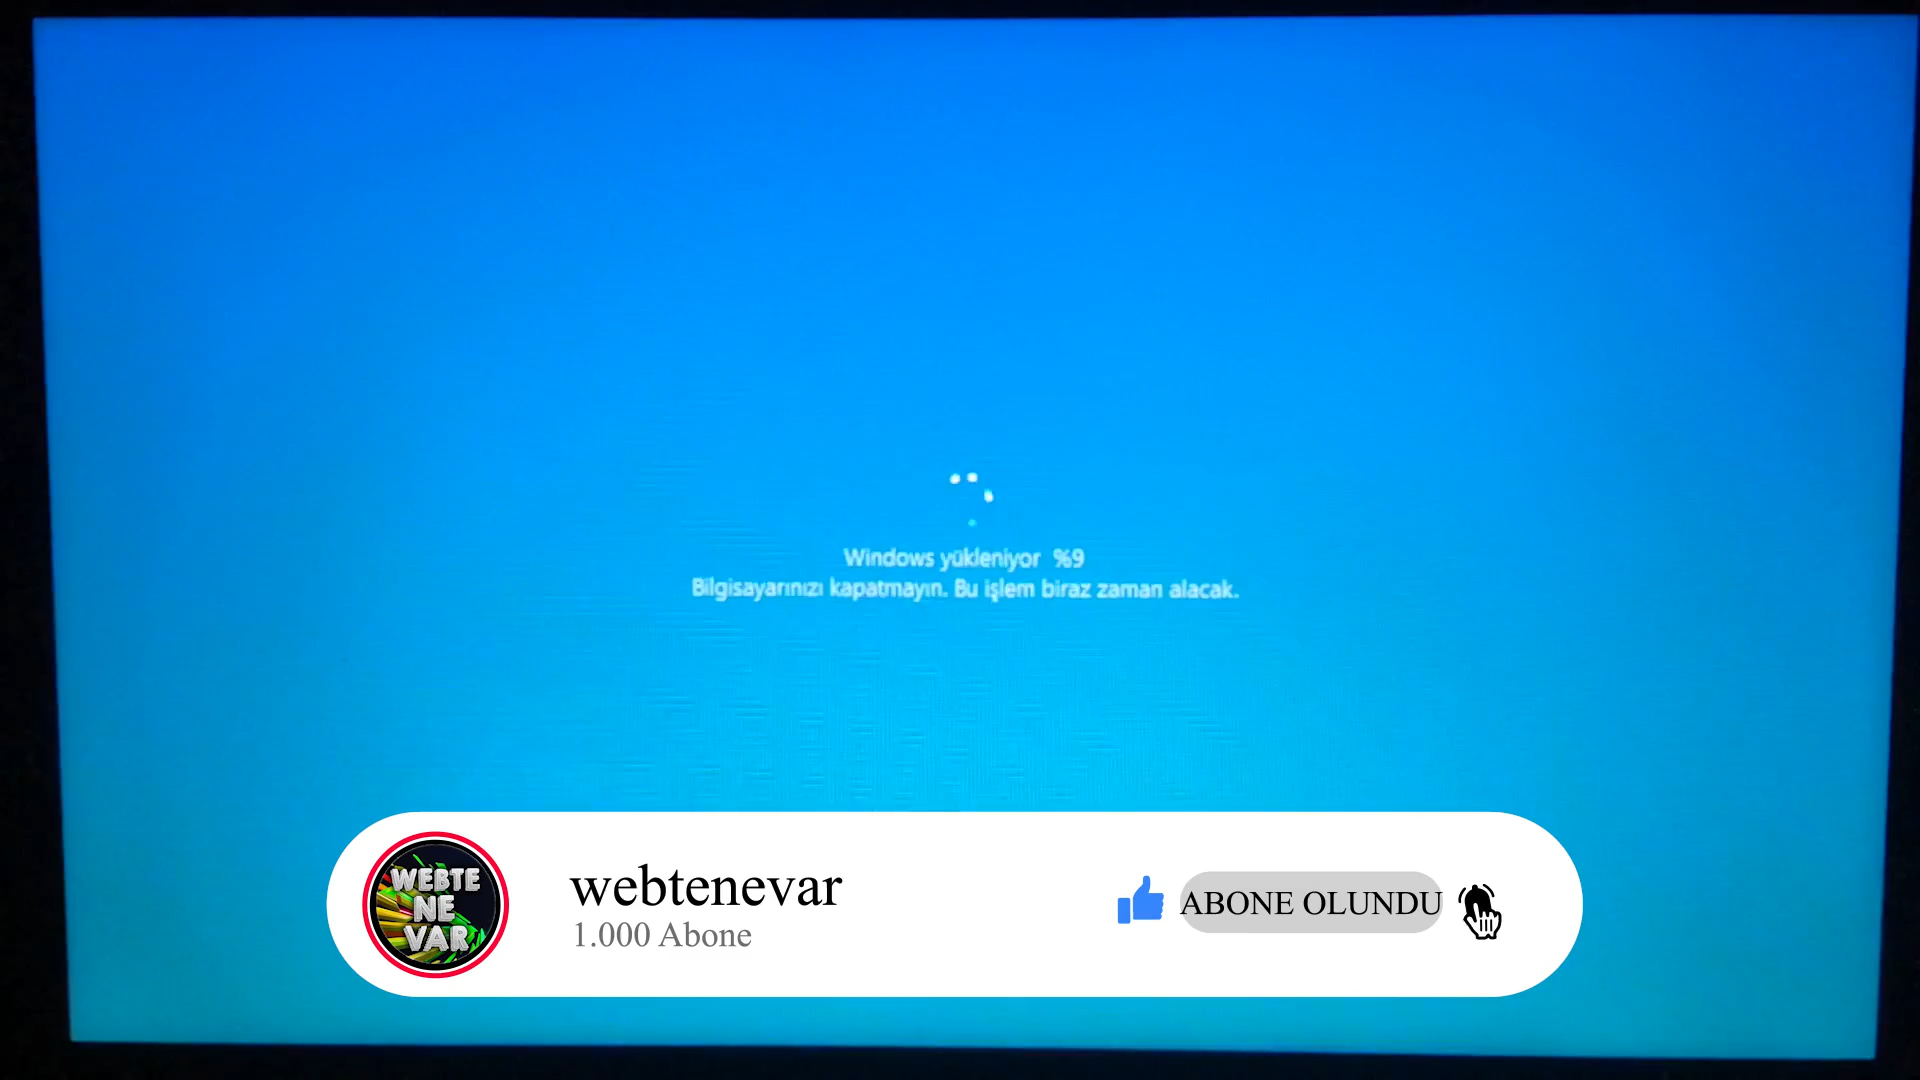 Windows yükleniyor %9
Bilgisayarınızı kapatmayın. Bu işlem biraz zaman alacak.
WEBTE
NE
VAR
webtenevar
1.000 Abone
ABONE OLUNDU